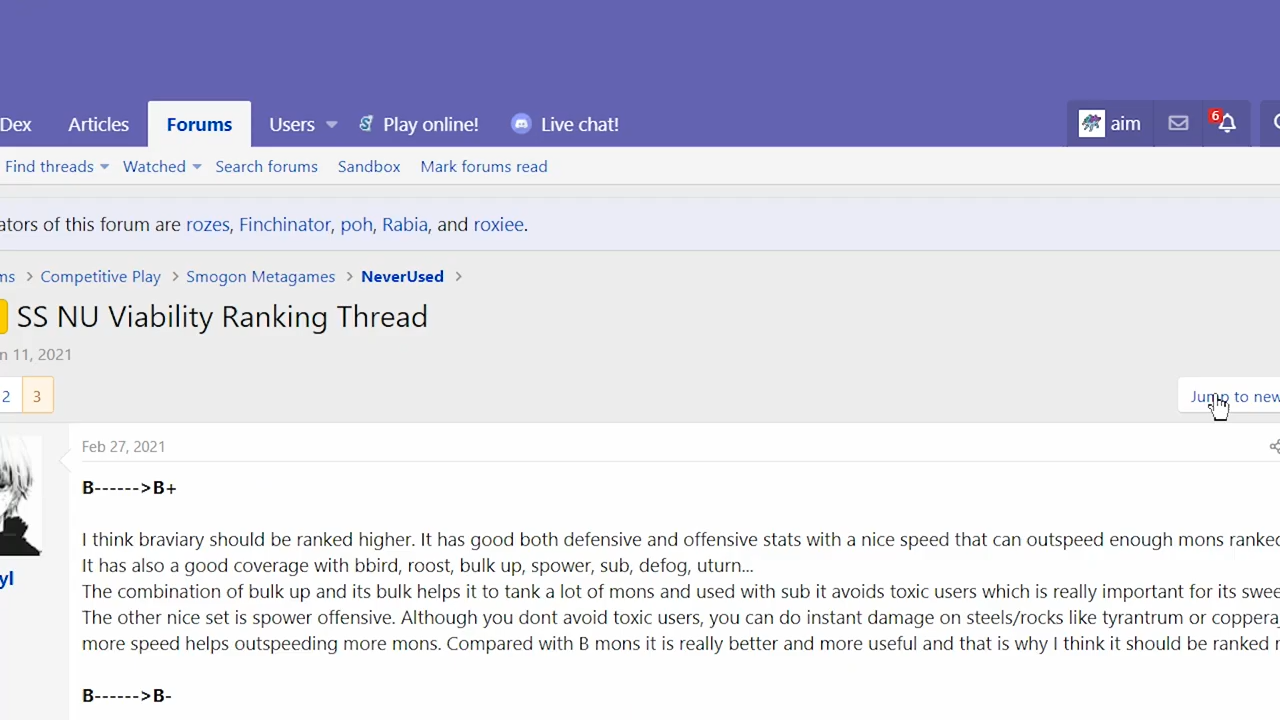 Dex Articles Forums Users Play online! Live chat! aim 6
Find threads Watched Search forums Sandbox Mark forums read
ators of this forum are rozes, Finchinator, poh, Rabia, and roxiee.
ms > Competitive Play > Smogon Metagames > NeverUsed >
SS NU Viability Ranking Thread
n 11, 2021
2 3 Jump to new
Feb 27, 2021
B------>B+
I think braviary should be ranked higher. It has good both defensive and offensive stats with a nice speed that can outspeed enough mons ranked
It has also a good coverage with bbird, roost, bulk up, spower, sub, defog, uturn...
The combination of bulk up and its bulk helps it to tank a lot of mons and used with sub it avoids toxic users which is really important for its swee
The other nice set is spower offensive. Although you dont avoid toxic users, you can do instant damage on steels/rocks like tyrantrum or coppera
yl
more speed helps outspeeding more mons. Compared with B mons it is really better and more useful and that is why I think it should be ranked
B------>B-